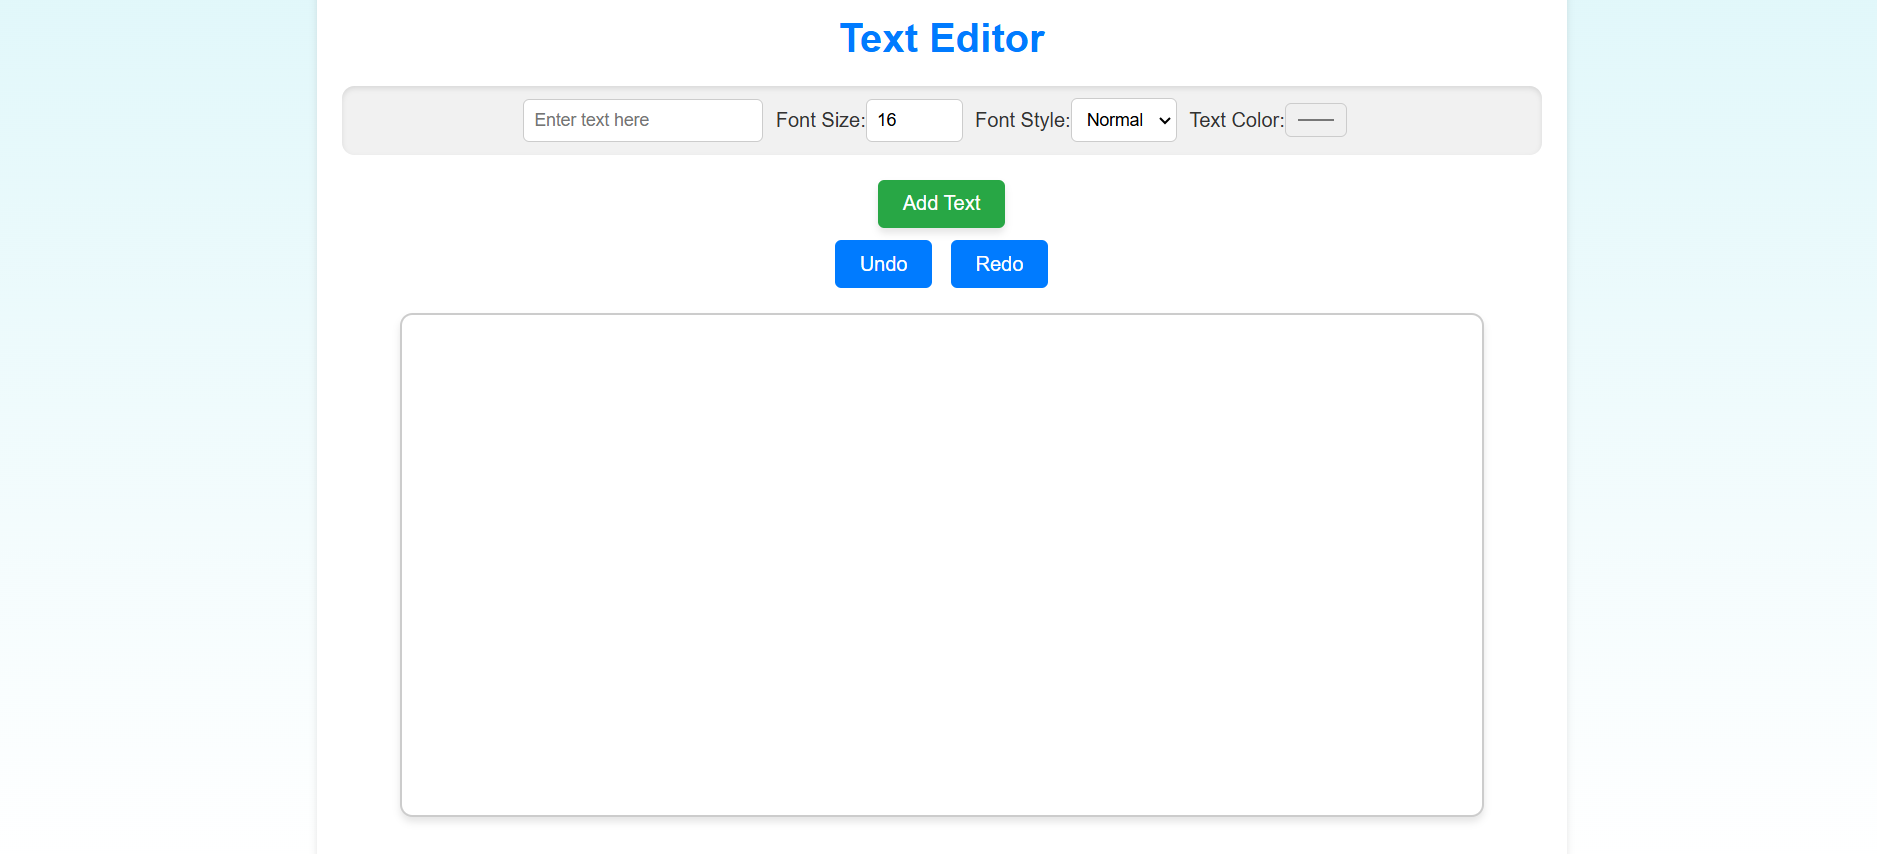 Text Editor
Enter text here Font Size: 16 Font Style: Normal Text Color:
Add Text
Undo Redo